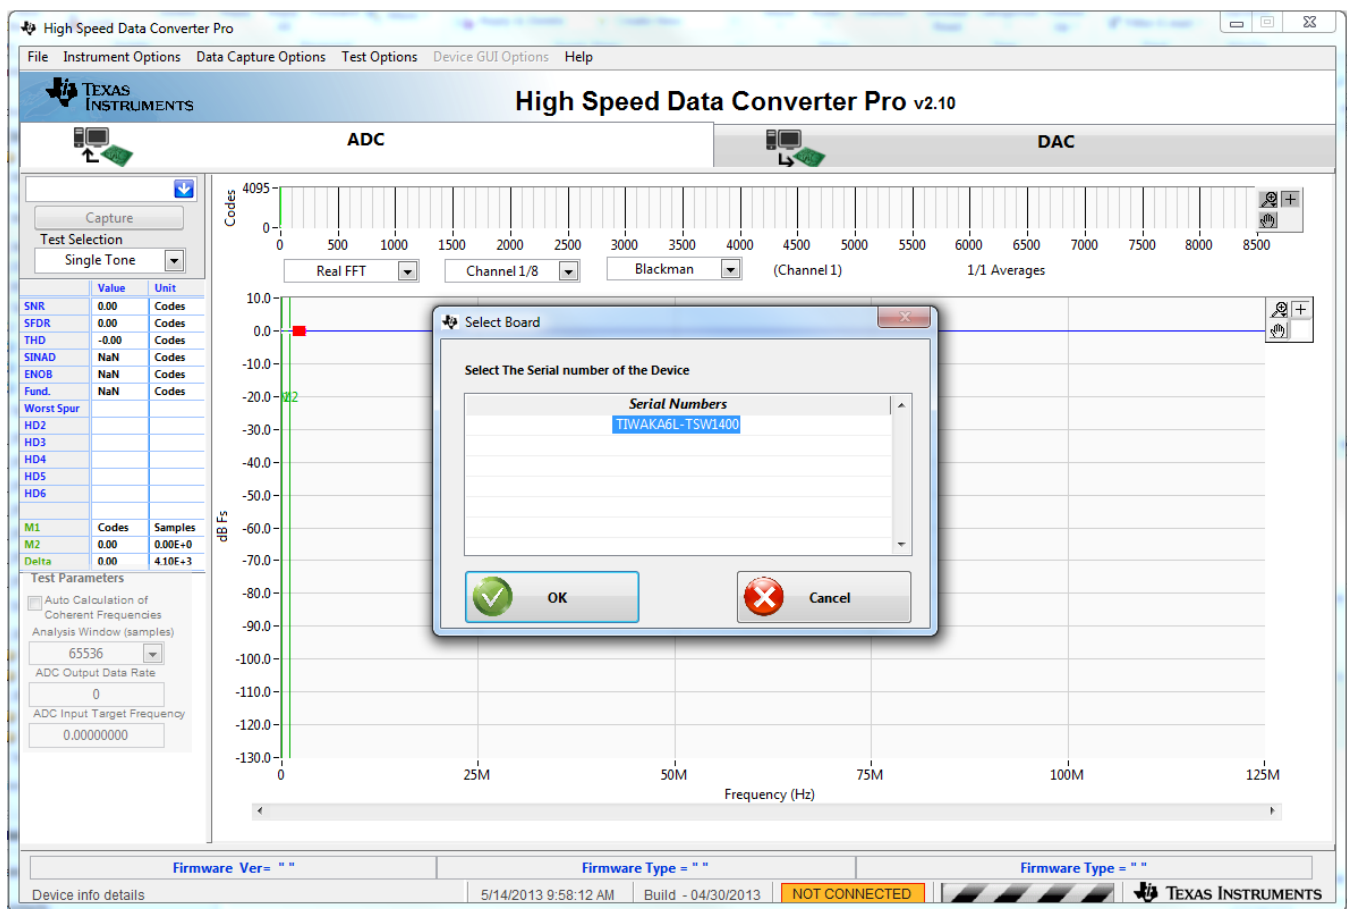 High Speed Data Converter Pro
File Instrument Options Data Capture Options Test Options Device GUI Options Help
TEXAS INSTRUMENTS
High Speed Data Converter Pro v2.10
ADC
DAC
Capture
Test Selection
Single Tone
Value Unit
SNR 0.00 Codes
SFDR 0.00 Codes
THD -0.00 Codes
SINAD NaN Codes
ENOB NaN Codes
Fund. NaN Codes
Worst Spur
HD2
HD3
HD4
HD5
HD6
M1 Codes Samples
M2 0.00 0.00E+0
Delta 0.00 4.10E+3
Test Parameters
Auto Calculation of
Coherent Frequencies
Analysis Window (samples)
65536
ADC Output Data Rate
0
ADC Input Target Frequency
0.00000000
Codes
4095
0
0 500 1000 1500 2000 2500 3000 3500 4000 4500 5000 5500 6000 6500 7000 7500 8000 8500
Real FFT Channel 1/8 Blackman (Channel 1) 1/1 Averages
dB Fs
10.0
0.0
-10.0
-20.0
-30.0
-40.0
-50.0
-60.0
-70.0
-80.0
-90.0
-100.0
-110.0
-120.0
-130.0
0 25M 50M 75M 100M 125M
Frequency (Hz)
Select Board
Select The Serial number of the Device
Serial Numbers
TIWAKA6L-TSW1400
OK
Cancel
Firmware Ver= " " Firmware Type = " " Firmware Type = " "
Device info details 5/14/2013 9:58:12 AM Build - 04/30/2013 NOT CONNECTED TEXAS INSTRUMENTS